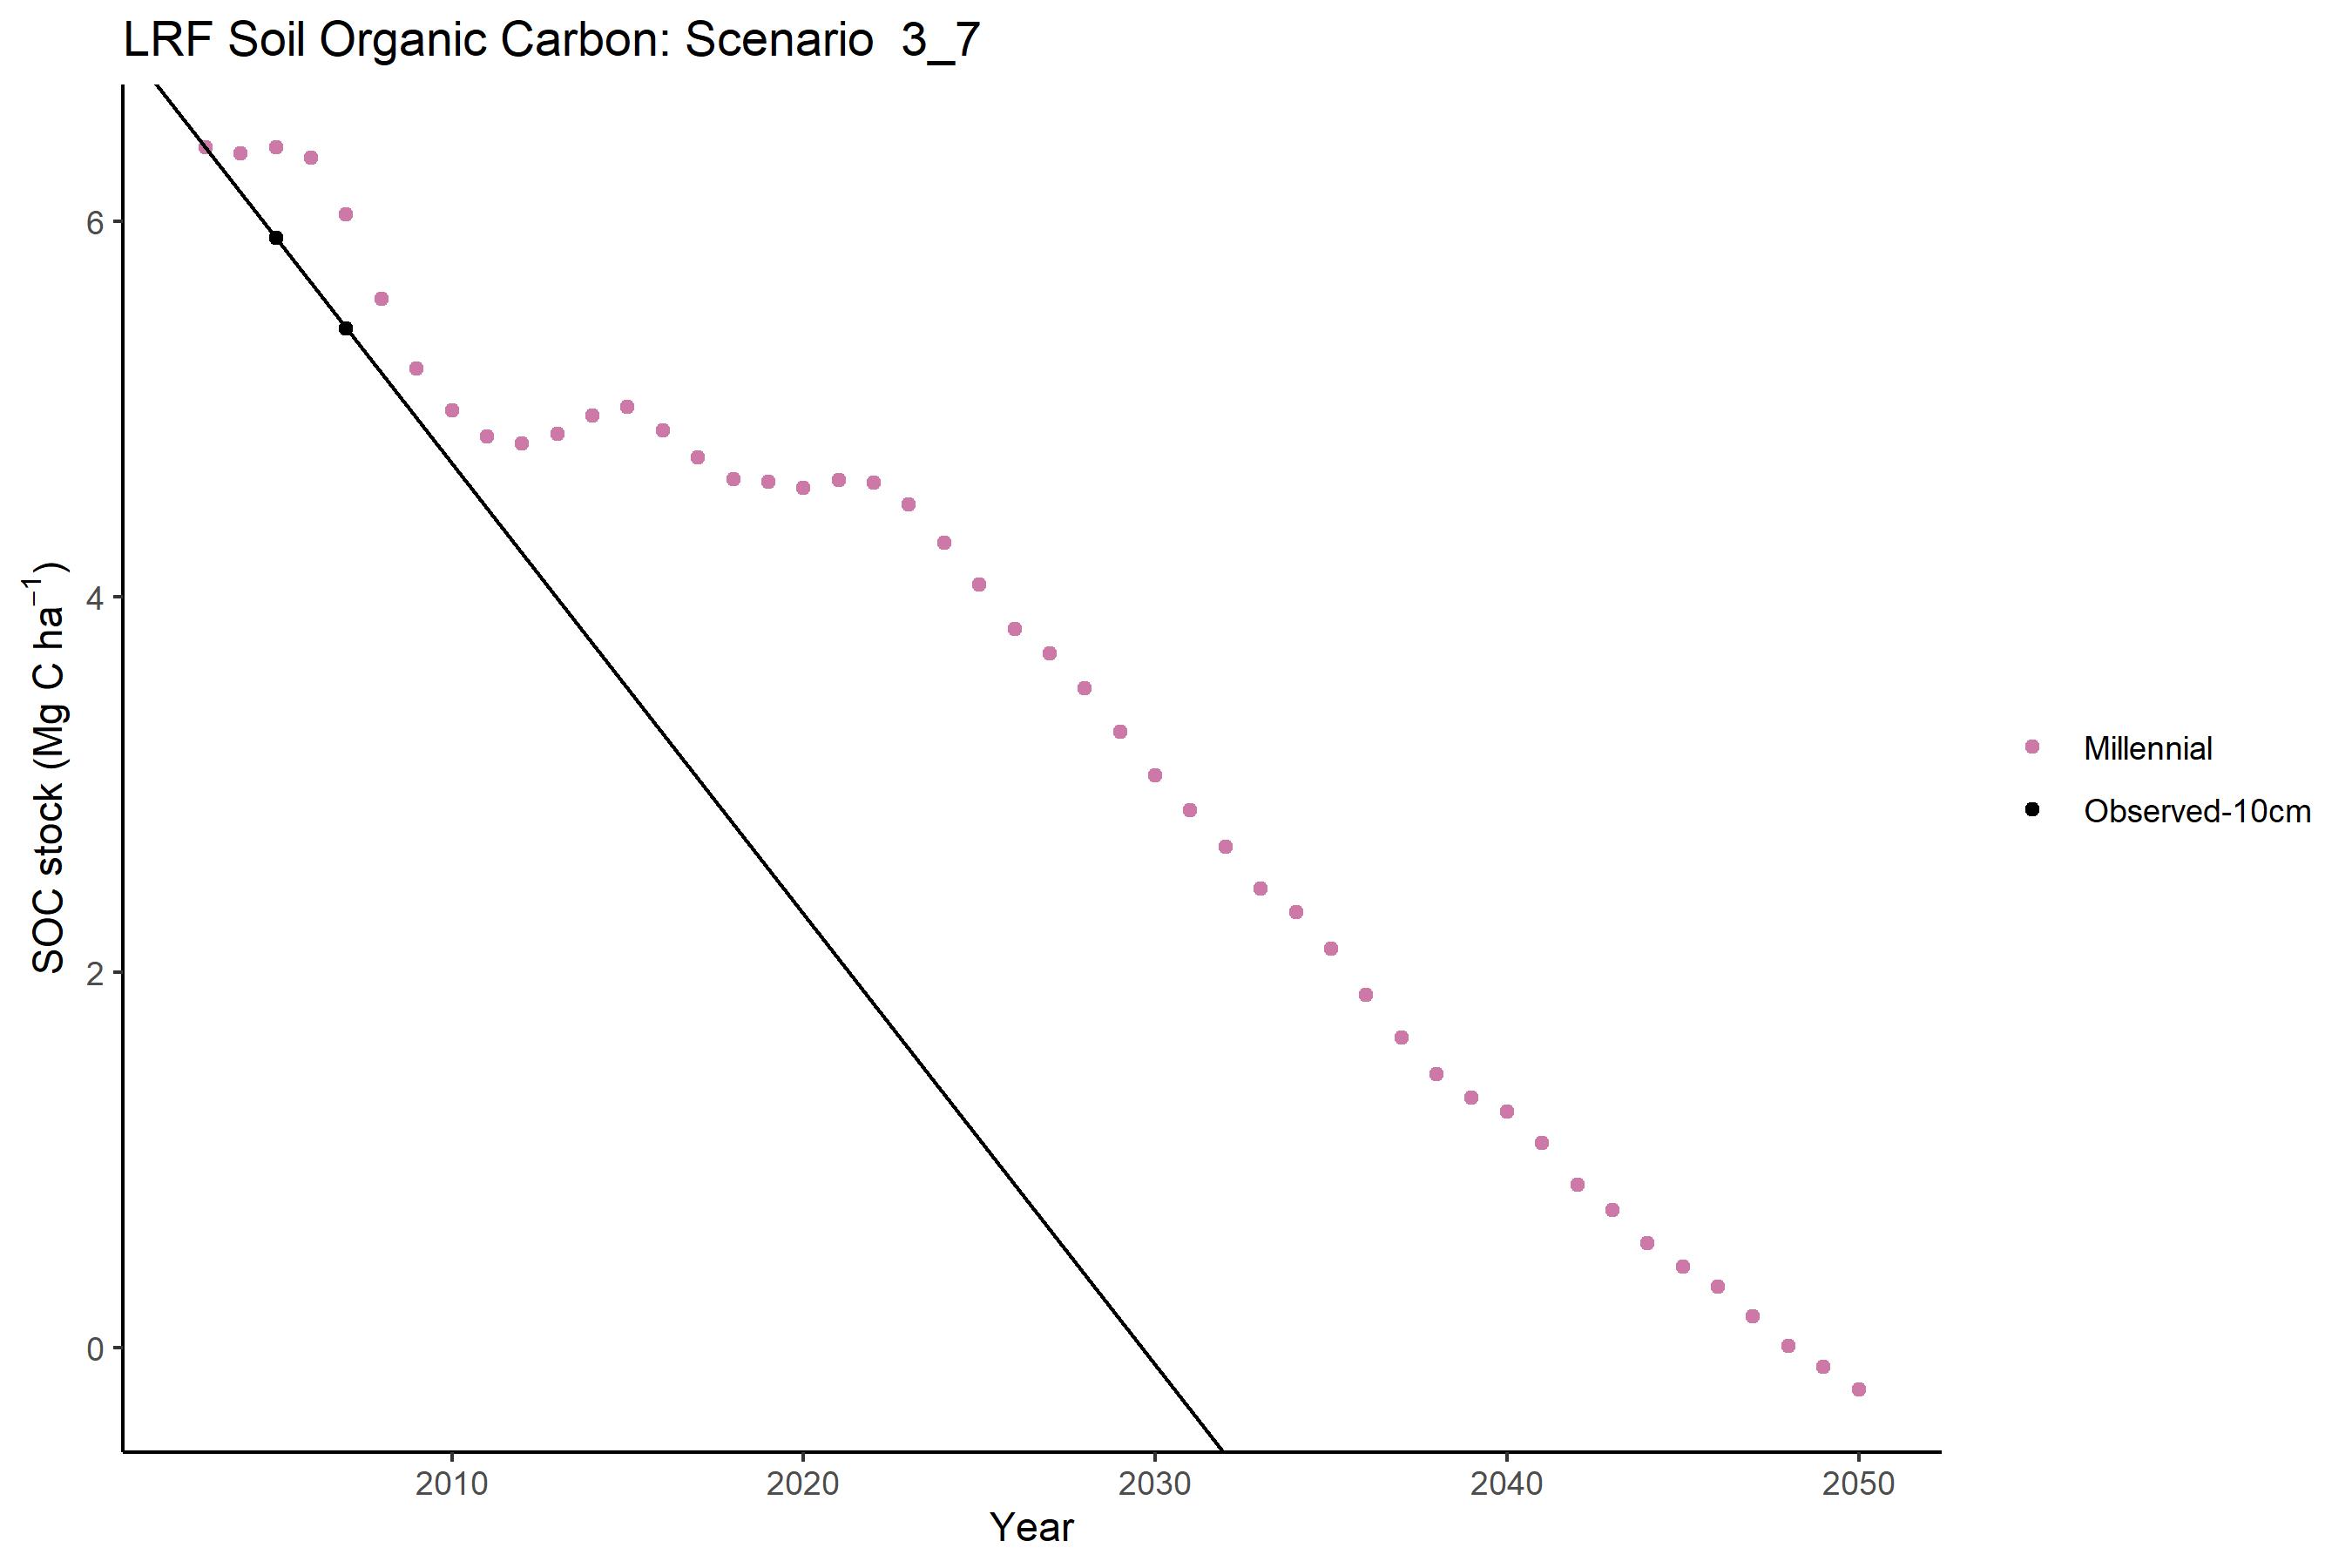 LRF Soil Organic Carbon: Scenario  3_7
SOC stock (Mg C ha⁻¹)
6
4
2
0
2010
2020
2030
2040
2050
Year
Millennial
Observed-10cm